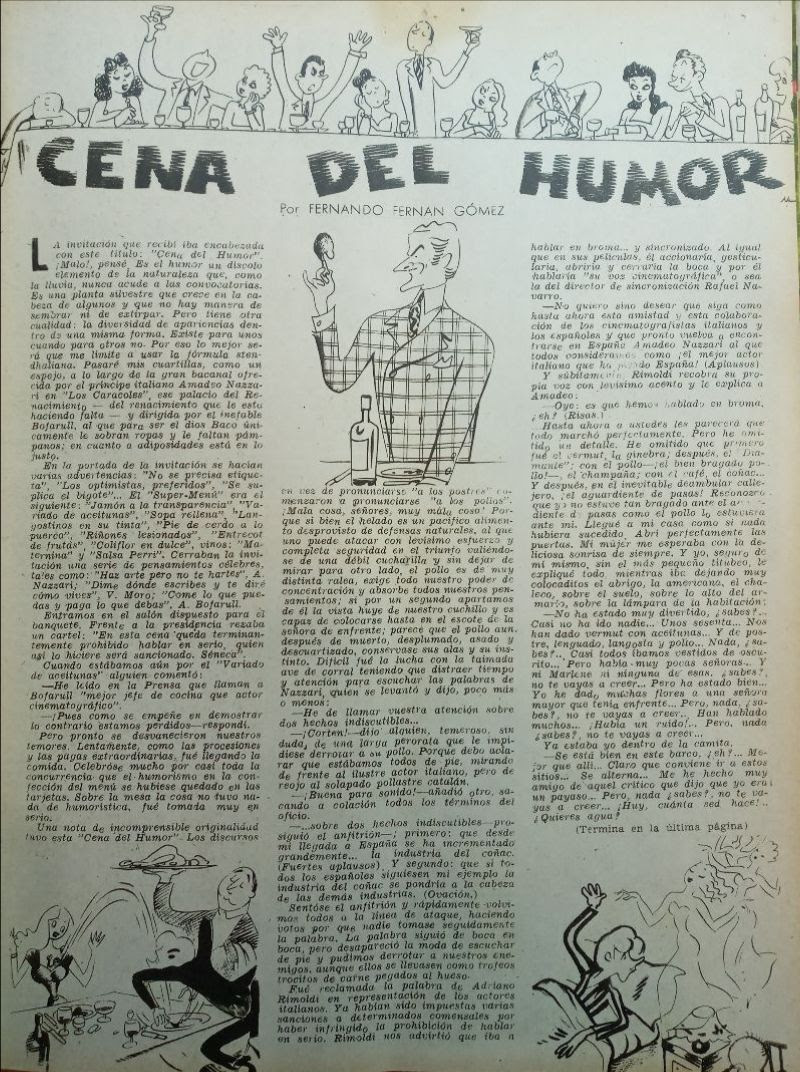 CENA DEL HUMOR
Por FERNANDO FERNAN GÓMEZ
LA invitación que recibí iba encabezada
con este título: "Cena del Humor".
¡Malo!, pensé. Es el humor un díscolo
elemento de la naturaleza que, como
la lluvia, nunca acude a las convocatorias.
Es una planta silvestre que crece en la ca-
beza de algunos y que no hay manera de
sembrar ni de extirpar. Pero tiene otra
cualidad: la diversidad de apariencias den-
tro de una misma forma. Existe para unos
cuando para otros no. Por eso lo mejor se-
rá que me limite a usar la fórmula sten-
dhaliana. Pasaré mis cuartillas, como un
espejo, a lo largo de la gran bacanal ofre-
cida por el príncipe italiano Amadeo Nazza-
ri en "Los Caracoles", ese palacio del Re-
nacimiento — del renacimiento que le está
haciendo falta — y dirigida por el inefable
Bofarull, al que para ser el dios Baco úni-
camente le sobran ropas y le faltan pám-
panos; en cuanto a adiposidades está en lo
justo.
En la portada de la invitación se hacían
varias advertencias: "No se precisa etique-
ta", "Los optimistas, preferidos", "Se su-
plica el bigote"... El "Super-Menú" era el
siguiente: "Jamón a la transparencia", "Va-
riado de aceitunas", "Sopa rellena", "Lan-
gostinos en su tinta", "Pie de cerdo a lo
puerco", "Riñones lesionados", "Entrecot
de frutas", "Coliflor en dulce", vinos: "Ma-
ternina" y "Salsa Perri". Cerraban la invi-
tación una serie de pensamientos célebres,
tales como: "Haz arte pero no te hartes", A.
Nazzari; "Dime dónde escribes y te diré
cómo vives", V. Moro; "Come lo que pue-
das y paga lo que debas", A. Bofarull.
Entramos en el salón dispuesto para el
banquete. Frente a la presidencia rezaba
un cartel: "En esta cena queda terminan-
temente prohibido hablar en serio, quien
así lo hiciere será sancionado. Séneca".
Cuando estábamos aún por el "Variado
de aceitunas" alguien comentó:
—He leído en la Prensa que llaman a
Bofarull "mejor jefe de cocina que actor
cinematográfico".
—¡Pues como se empeñe en demostrar
lo contrario estamos perdidos—respondí.
Pero pronto se desvanecieron nuestros
temores. Lentamente, como las procesiones
y las pagas extraordinarias, fué llegando la
comida. Celebróse mucho por casi toda la
concurrencia que el humorismo en la con-
fección del menú se hubiese quedado en las
tarjetas. Sobre la mesa la cosa no tuvo na-
da de humorística, fué tomada muy en
serio.
Una nota de incomprensible originalidad
tuvo esta "Cena del Humor". Los discursos
en vez de pronunciarse "a los postres" co-
menzaron a pronunciarse "a los pollos".
¡Mala cosa, señores, muy mala cosa! Por-
que si bien el helado es un pacífico alimen-
to desprovisto de defensas naturales, al que
uno puede atacar con levísimo esfuerzo y
completa seguridad en el triunfo valiéndo-
se de una débil cucharilla y sin dejar de
mirar para otro lado, el pollo es de muy
distinta ralea, exige todo nuestro poder de
concentración y absorbe todos nuestros pen-
samientos; si por un segundo apartamos
de él la vista huye de nuestro cuchillo y es
capaz de colocarse hasta en el escote de la
señora de enfrente; parece que el pollo aun
después de muerto, desplumado, asado y
descuartizado, consérvase sus alas y su ins-
tinto. Difícil fué la lucha con la taimada
ave de corral teniendo que distraer tiempo
y atención para escuchar las palabras de
Nazzari, quien se levantó y dijo, poco más
o menos:
—He de llamar vuestra atención sobre
dos hechos indiscutibles...
—¡Corten!—dijo alguien, temeroso, sin
duda, de una larga perorata que le impi-
diese derrotar a su pollo. Porque debo acla-
rar que estábamos todos de pie, mirando
de frente al ilustre actor italiano, pero de
reojo al solapado pollastre catalán.
—¡Buena para sonido!—añadió otro, sa-
cando a colación todos los términos del
oficio.
—...sobre dos hechos indiscutibles—pro-
siguió el anfitrión—; primero: que desde
mi llegada a España se ha incrementado
grandemente... la industria del coñac.
(Fuertes aplausos) Y segundo: que si to-
dos los españoles siguiesen mi ejemplo la
industria del coñac se pondría a la cabeza
de las demás industrias. (Ovación.)
Sentóse el anfitrión y rápidamente volvi-
mos todos a la línea de ataque, haciendo
votos por que nadie tomase seguidamente
la palabra. La palabra siguió de boca en
boca, pero desapareció la moda de escuchar
de pie y pudimos derrotar a nuestros ene-
migos, aunque ellos se llevasen como trofeos
trocitos de carne pegados al hueso.
Fué reclamada la palabra de Adriano
Rimoldi en representación de los actores
italianos. Ya habían sido impuestas varias
sanciones a determinados comensales por
haber infringido la prohibición de hablar
en serio. Rimoldi nos advirtió que iba a
hablar en broma... y sincronizado. Al igual
que en sus películas, él accionaría, gesticu-
laría, abriría y cerraría la boca y por él
hablaría "su voz cinematográfica", o sea
la del director de sincronización Rafael Na-
varro.
—No quiero sino desear que siga como
hasta ahora esta amistad y esta colabora-
ción de los cinematografistas italianos y
los españoles y que pronto vuelva a encon-
trarse en España Amadeo Nazzari al que
todos consideramos como ¡el mejor actor
italiano que ha España! (Aplausos)
Y súbitamente, Rimoldi recobra su pro-
pia voz con levísimo acento y le explica a
Amadeo:
—Oye: es que hemos hablado en broma,
¿eh? (Risas.)
Hasta ahora a ustedes les parecerá que
todo marchó perfectamente. Pero he omi-
tido un detalle. He omitido que primero
fué el vermut, la ginebra; después, el "Dia-
mante"; con el pollo—¡el bien bragado po-
llo!—, el champaña; con el café, el coñac...
Y después, en el inevitable deambular calle-
jero, ¡el aguardiente de pasas! Reconozco
que yo no estuve tan bragado ante el
de pasas como el pollo lo estuviera
ante mí. Llegué a mi casa como si nada
hubiera sucedido. Abrí perfectamente las
puertas. Mi mujer me esperaba con la de-
liciosa sonrisa de siempre. Y yo, seguro de
mí mismo, sin el más pequeño titubeo, le
expliqué todo mientras iba dejando muy
colocaditos el abrigo, la americana, el cha-
leco, sobre el suelo, sobre lo alto del ar-
mario, sobre la lámpara de la habitación:
—No ha estado muy divertido, ¿sabes?...
Casi no ha ido nadie... Unos sesenta... Nos
han dado vermut con aceitunas... Y de pos-
tre, lenguado, langosta y pollo... Nada, ¿sa-
bes?... Casi todos íbamos vestidos de oscu-
rito... Pero había muy pocas señoras... Y
ni Marlene ni ninguna de esas, ¿sabes?,
no te vayas a creer... Pero ha estado bien...
Yo he dado muchas flores a una señora
mayor que tenía enfrente... Pero, nada, ¿sa-
bes?, no te vayas a creer... Han hablado
muchos... ¡Había un ruido!... Pero, nada
¿sabes?, no te vayas a creer...
Ya estaba yo dentro de la camita.
—Se está bien en este barco, ¿eh?... Me-
jor que allí... Claro que conviene ir a estos
sitios... Se alterna... Me he hecho muy
amigo de aquel crítico que dijo que yo era
un payaso... Pero, nada ¿sabes?, no te va-
yas a creer... ¡Huy, cuánta sed hace!...
¿Quieres agua?
(Termina en la última página)